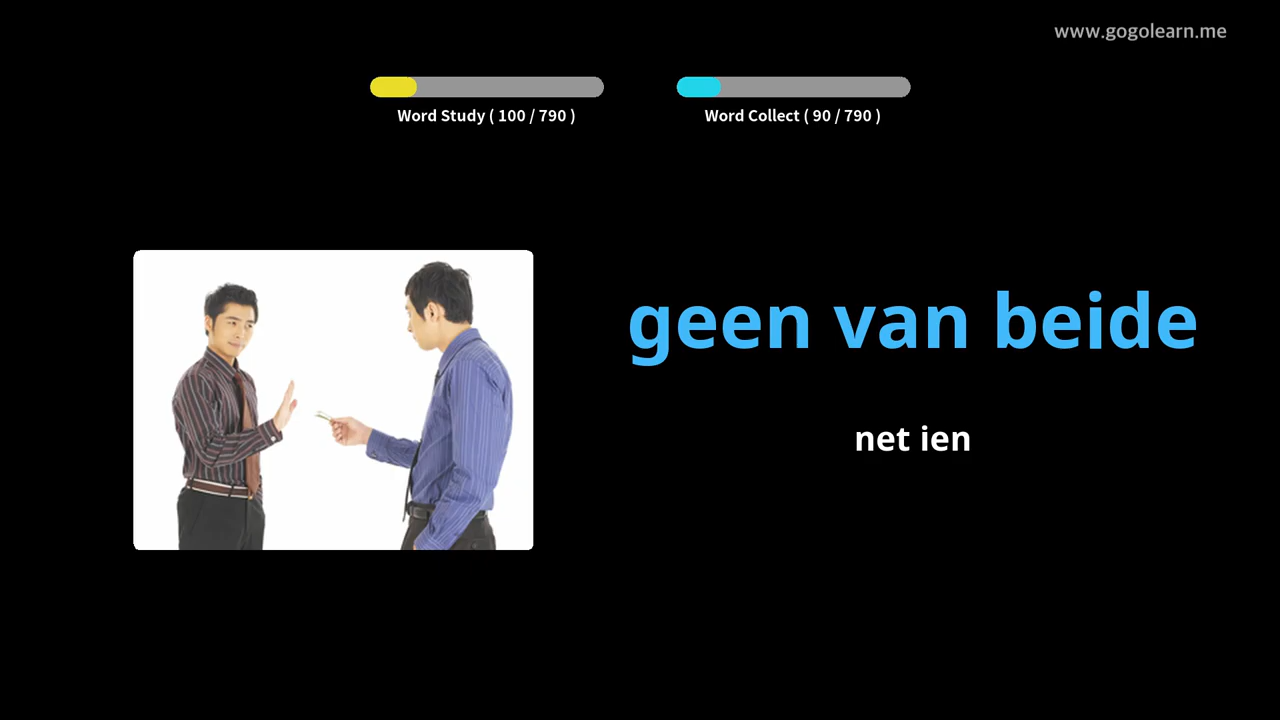 www.gogolearn.me
Word Study ( 100 / 790 )
Word Collect ( 90 / 790 )
geen van beide
net ien